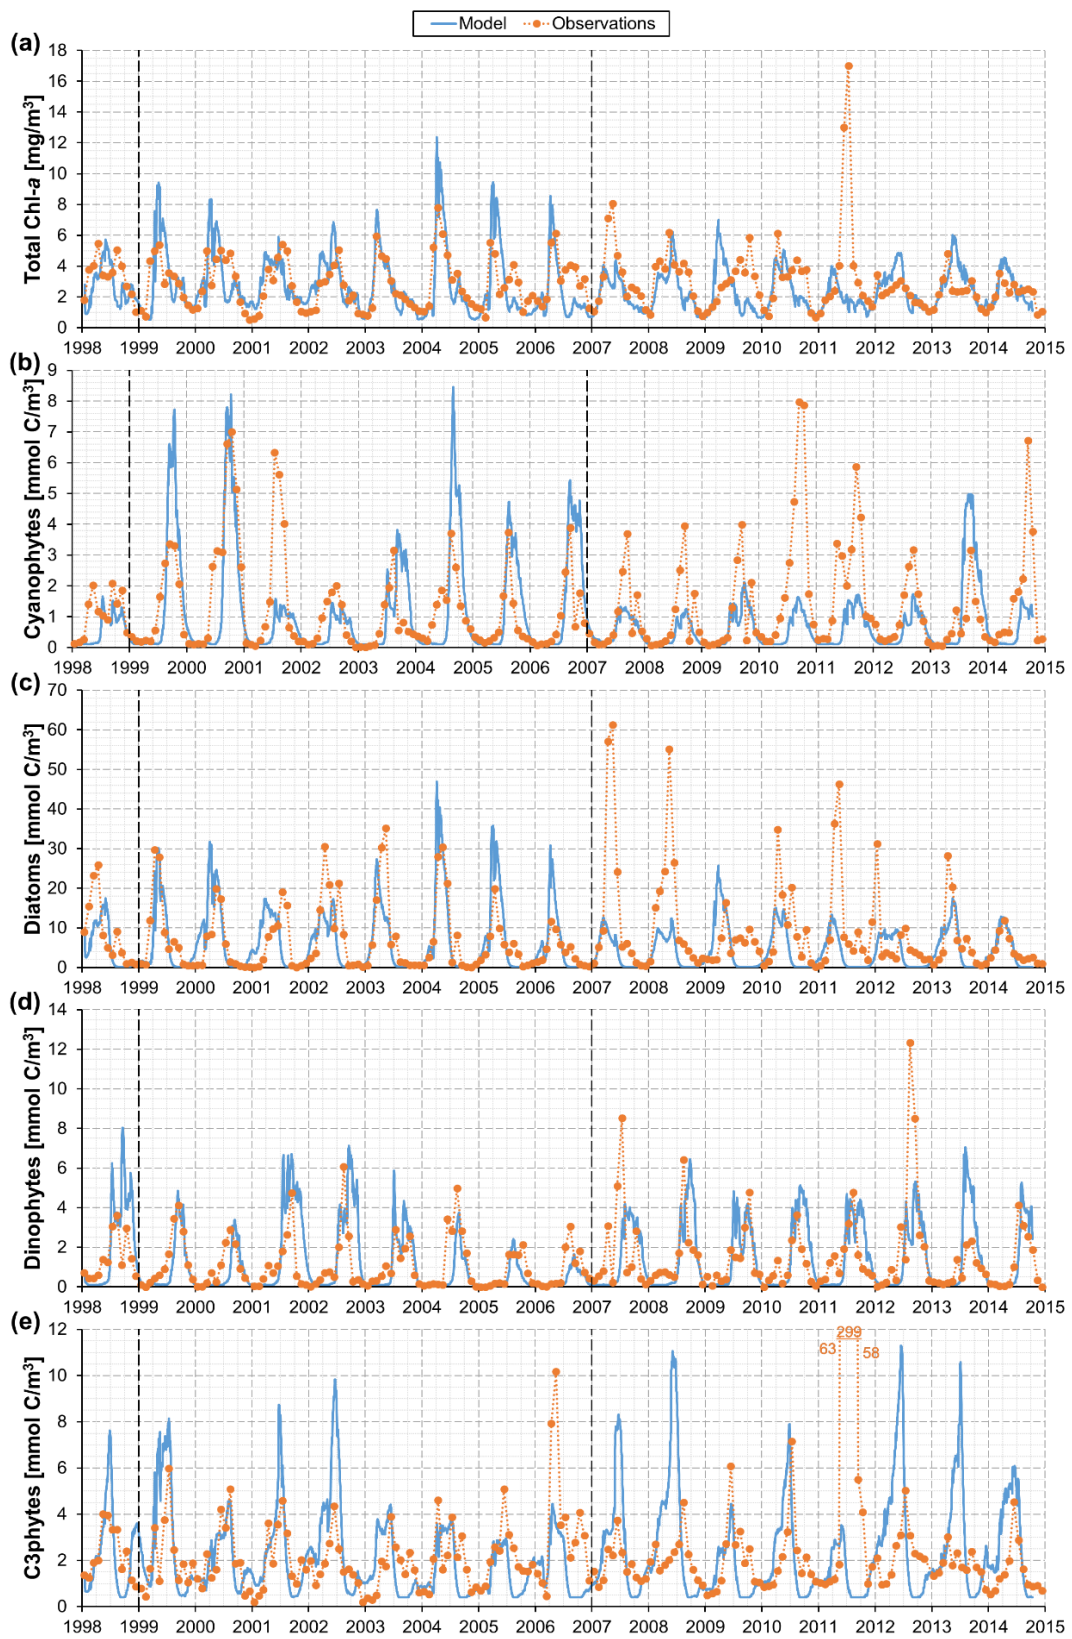 Model Observations
(a)
Total Chl-a [mg/m³]
18
16
14
12
10
8
6
4
2
0
1998 1999 2000 2001 2002 2003 2004 2005 2006 2007 2008 2009 2010 2011 2012 2013 2014 2015
(b)
Cyanophytes [mmol C/m³]
9
8
7
6
5
4
3
2
1
0
1998 1999 2000 2001 2002 2003 2004 2005 2006 2007 2008 2009 2010 2011 2012 2013 2014 2015
(c)
Diatoms [mmol C/m³]
70
60
50
40
30
20
10
0
1998 1999 2000 2001 2002 2003 2004 2005 2006 2007 2008 2009 2010 2011 2012 2013 2014 2015
(d)
Dinophytes [mmol C/m³]
14
12
10
8
6
4
2
0
1998 1999 2000 2001 2002 2003 2004 2005 2006 2007 2008 2009 2010 2011 2012 2013 2014 2015
(e)
C3phytes [mmol C/m³]
12
10
8
6
4
2
0
299
63
58
1998 1999 2000 2001 2002 2003 2004 2005 2006 2007 2008 2009 2010 2011 2012 2013 2014 2015